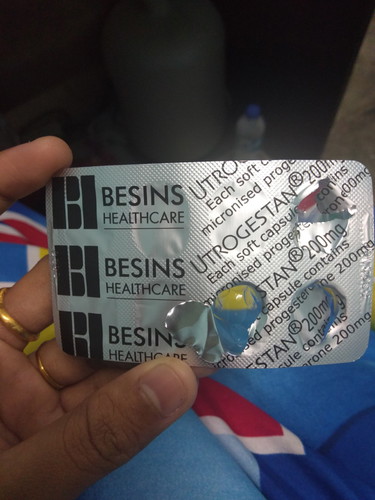 BESINS
HEALTHCARE
UTROGESTAN® 200mg
Each soft capsule contains
micronised progesterone 200mg
BESINS
HEALTHCARE
UTROGESTAN® 200mg
Each soft capsule contains
micronised progesterone 200mg
BESINS
HEALTHCARE